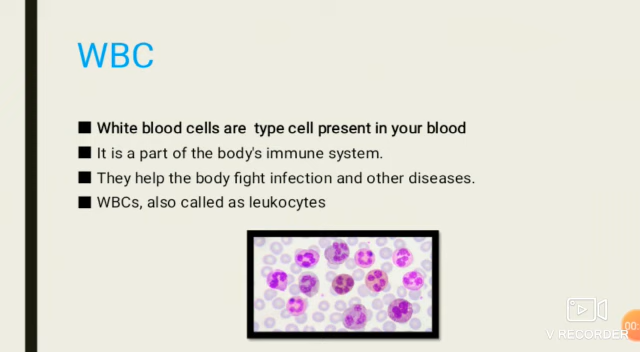 WBC
White blood cells are type cell present in your blood
It is a part of the body's immune system.
They help the body fight infection and other diseases.
WBCs, also called as leukocytes
00:
V RECORDER